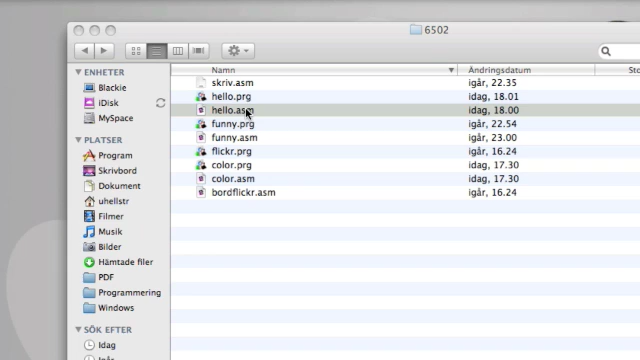 6502
Namn Ändringsdatum Sto
ENHETER
Blackie
iDisk
MySpace
PLATSER
Program
Skrivbord
Dokument
uhellstr
Filmer
Musik
Bilder
Hämtade filer
PDF
Programmering
Windows
SÖK EFTER
Idag
Igår
skriv.asm igår, 22.35
hello.prg idag, 18.01
hello.asm idag, 18.00
funny.prg igår, 22.54
funny.asm igår, 23.00
flickr.prg igår, 16.24
color.prg idag, 17.30
color.asm idag, 17.30
bordflickr.asm igår, 16.24